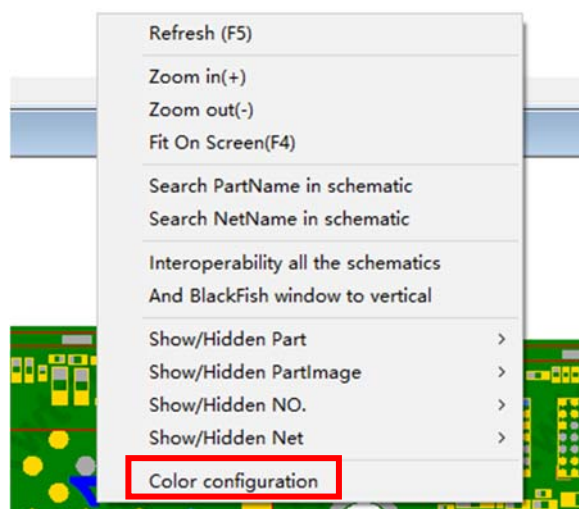 Refresh (F5)
Zoom in(+)
Zoom out(-)
Fit On Screen(F4)
Search PartName in schematic
Search NetName in schematic
Interoperability all the schematics
And BlackFish window to vertical
Show/Hidden Part
Show/Hidden PartImage
Show/Hidden NO.
Show/Hidden Net
Color configuration